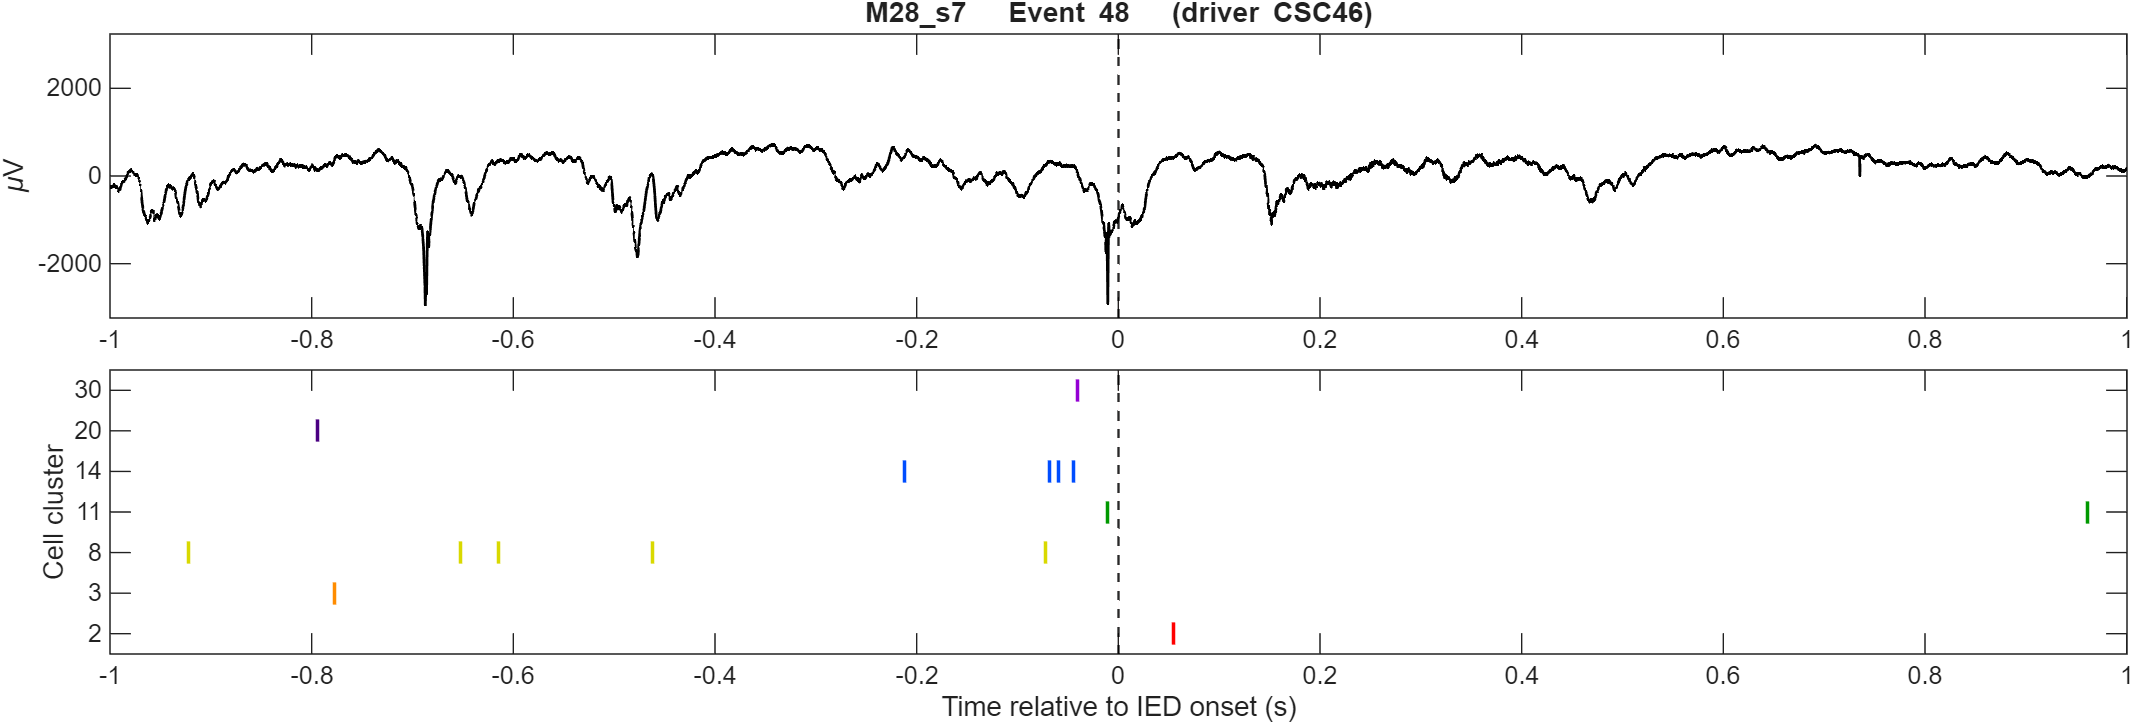 M28_s7 Event 48 (driver CSC46)
µV
2000
0
-2000
-1 -0.8 -0.6 -0.4 -0.2 0 0.2 0.4 0.6 0.8 1
Cell cluster
30
20
14
11
8
3
2
-1 -0.8 -0.6 -0.4 -0.2 0 0.2 0.4 0.6 0.8 1
Time relative to IED onset (s)